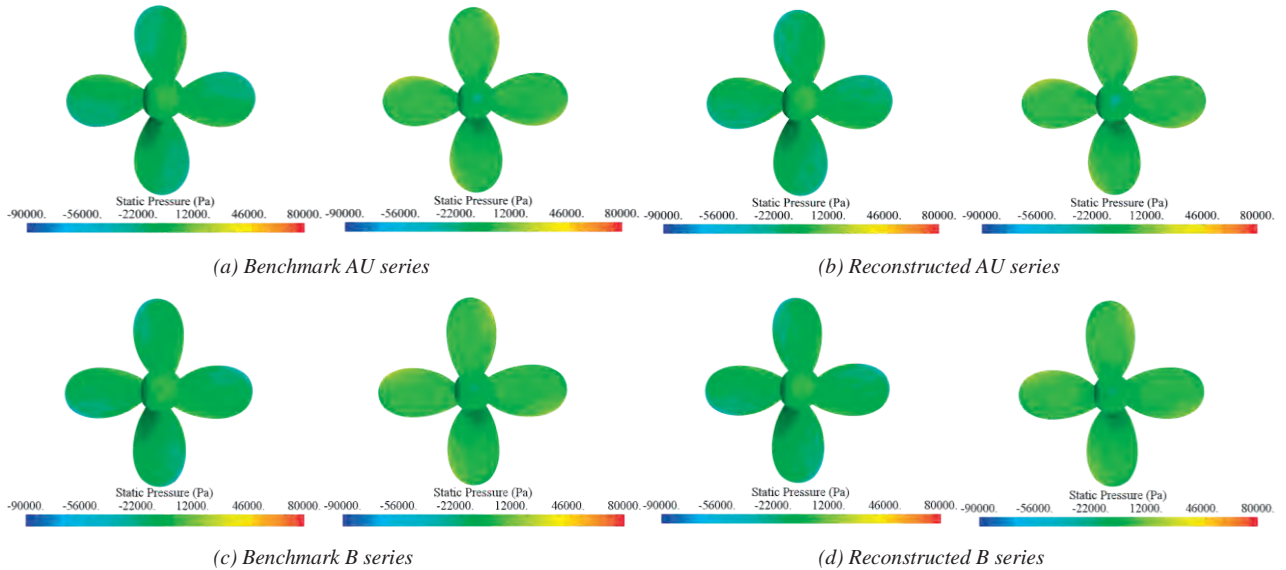 Static Pressure (Pa)
-90000. -56000. -22000. 12000. 46000. 80000.
Static Pressure (Pa)
-90000. -56000. -22000. 12000. 46000. 80000.
Static Pressure (Pa)
-90000. -56000. -22000. 12000. 46000. 80000.
Static Pressure (Pa)
-90000. -56000. -22000. 12000. 46000. 80000.
(a) Benchmark AU series
(b) Reconstructed AU series
Static Pressure (Pa)
-90000. -56000. -22000. 12000. 46000. 80000.
Static Pressure (Pa)
-90000. -56000. -22000. 12000. 46000. 80000.
Static Pressure (Pa)
-90000. -56000. -22000. 12000. 46000. 80000.
Static Pressure (Pa)
-90000. -56000. -22000. 12000. 46000. 80000.
(c) Benchmark B series
(d) Reconstructed B series